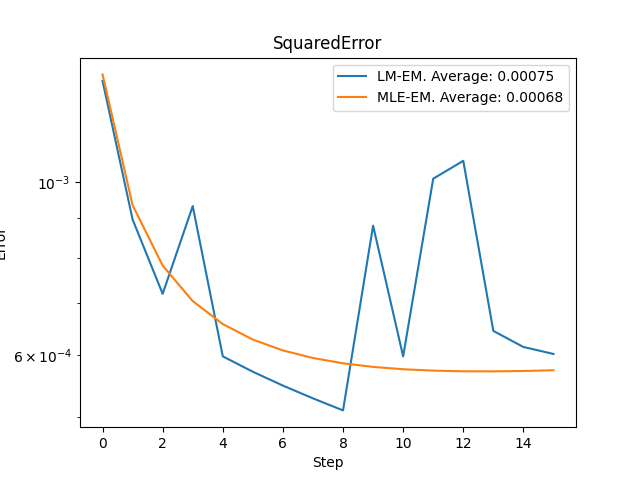 SquaredError
LM-EM. Average: 0.00075
MLE-EM. Average: 0.00068
Error
10⁻³
6 × 10⁻⁴
0 2 4 6 8 10 12 14
Step